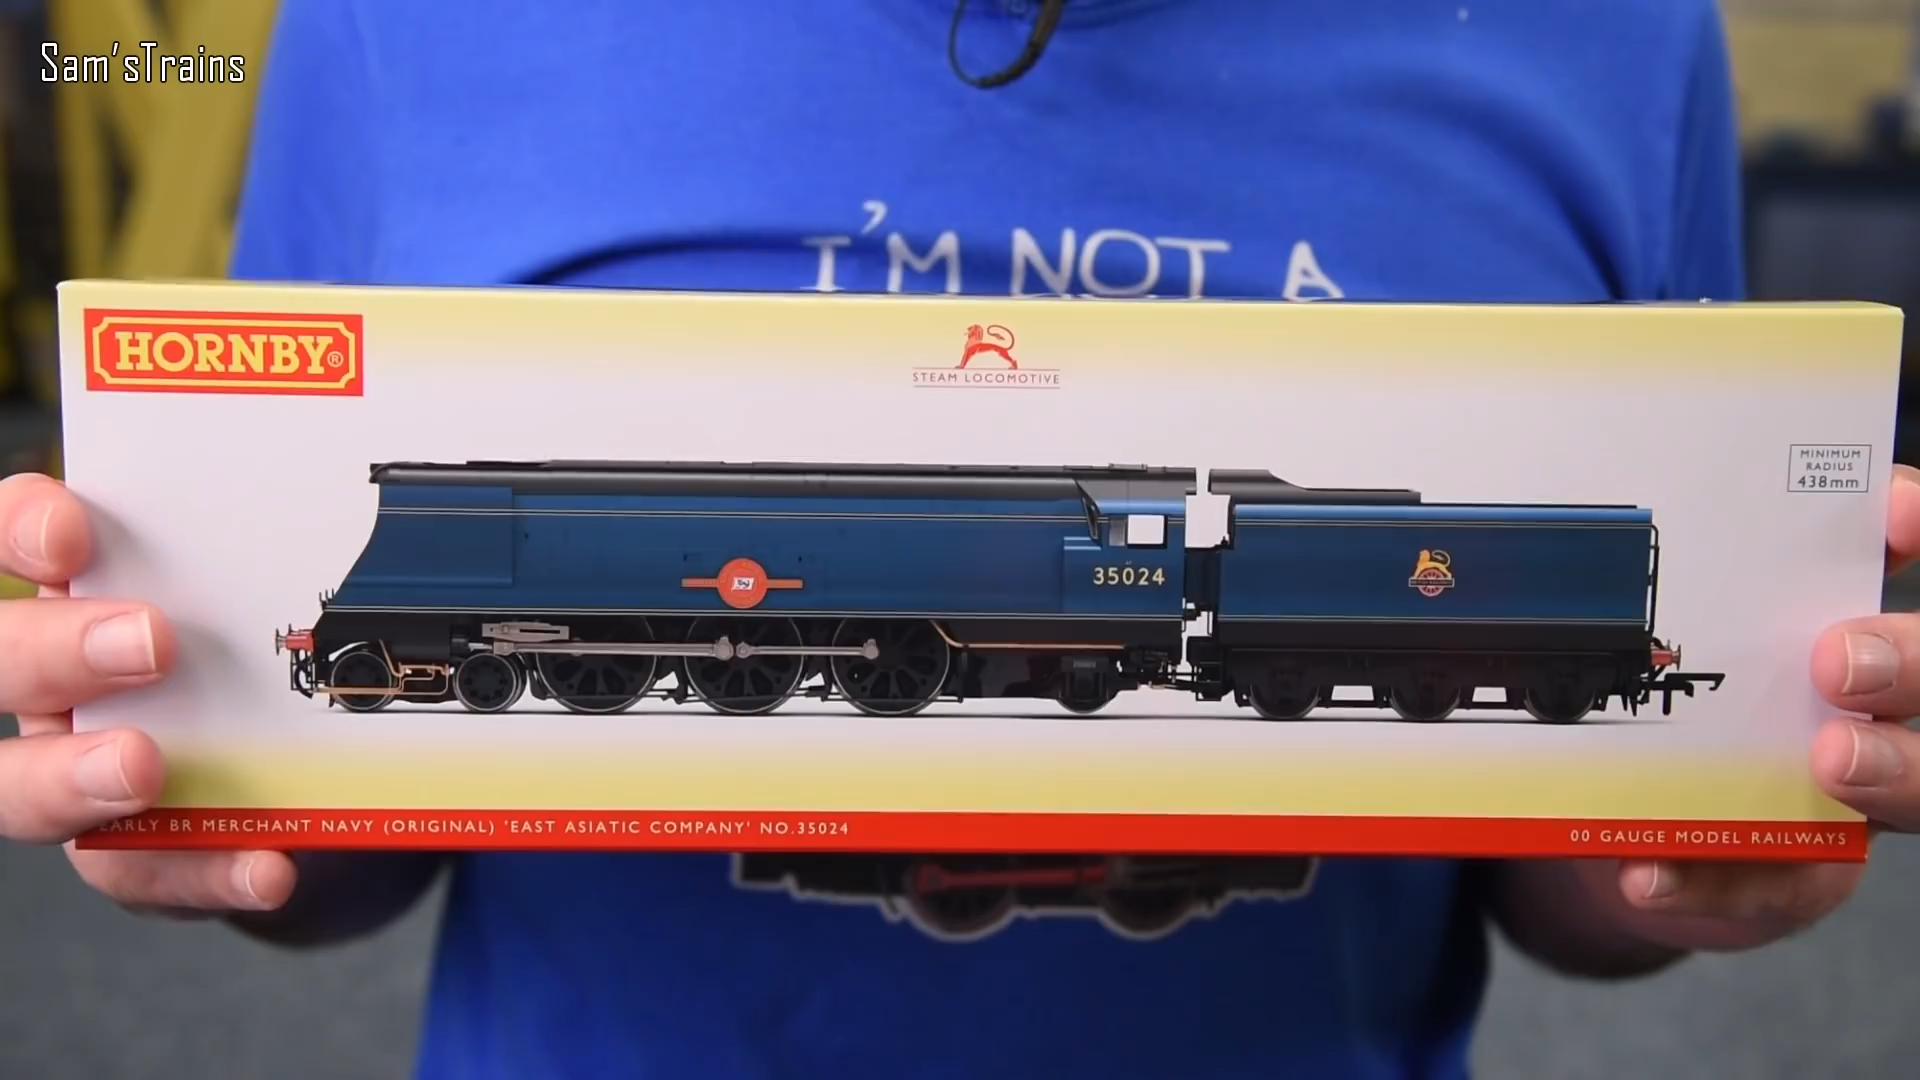 Sam'sTrains
I'M NOT A
HORNBY®
STEAM LOCOMOTIVE
MINIMUM
RADIUS
438mm
35024
EARLY BR MERCHANT NAVY (ORIGINAL) 'EAST ASIATIC COMPANY' NO.35024
00 GAUGE MODEL RAILWAYS